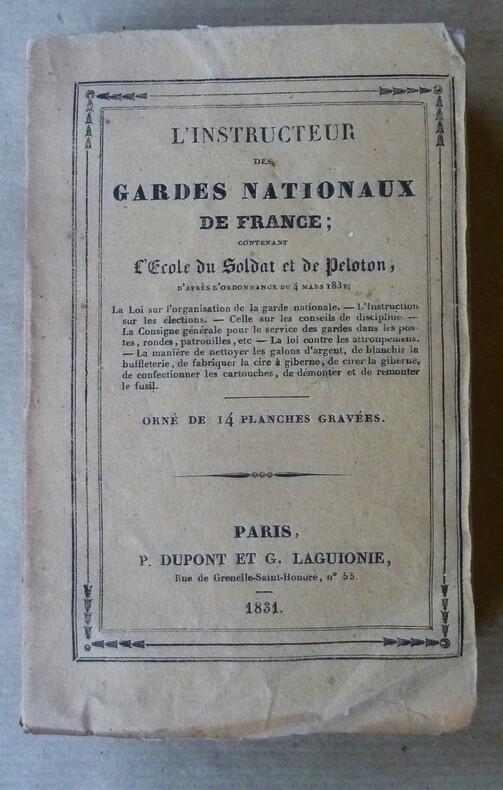 L'INSTRUCTEUR
DES
GARDES NATIONAUX
DE FRANCE;
CONTENANT
L'École du Soldat et de Peloton,
D'APRÈS L'ORDONNANCE DU 4 MARS 1831;
La Loi sur l'organisation de la garde nationale. — L'Instruction
sur les élections. — Celle sur les conseils de discipline. —
La Consigne générale pour le service des gardes dans les pos-
tes, rondes, patrouilles, etc — La loi contre les attroupemens.
— La manière de nettoyer les galons d'argent, de blanchir la
buffleterie, de fabriquer la cire à giberne, de cirer la giberne,
de confectionner les cartouches, de démonter et de remonter
le fusil.
ORNÉ DE 14 PLANCHES GRAVÉES.
PARIS,
P. DUPONT ET G. LAGUIONIE,
Rue de Grenelle-Saint-Honoré, n° 55.
1831.